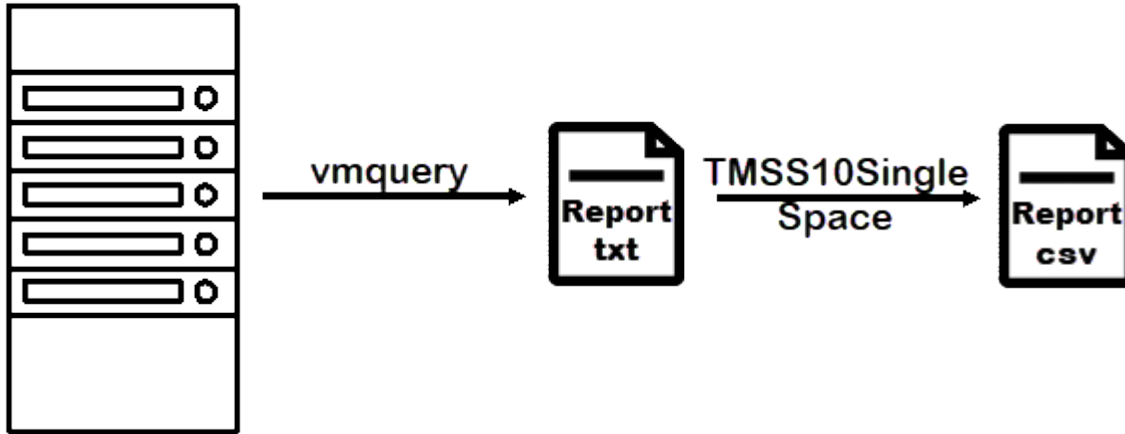 vmquery
Report
txt
TMSS10Single
Space
Report
csv